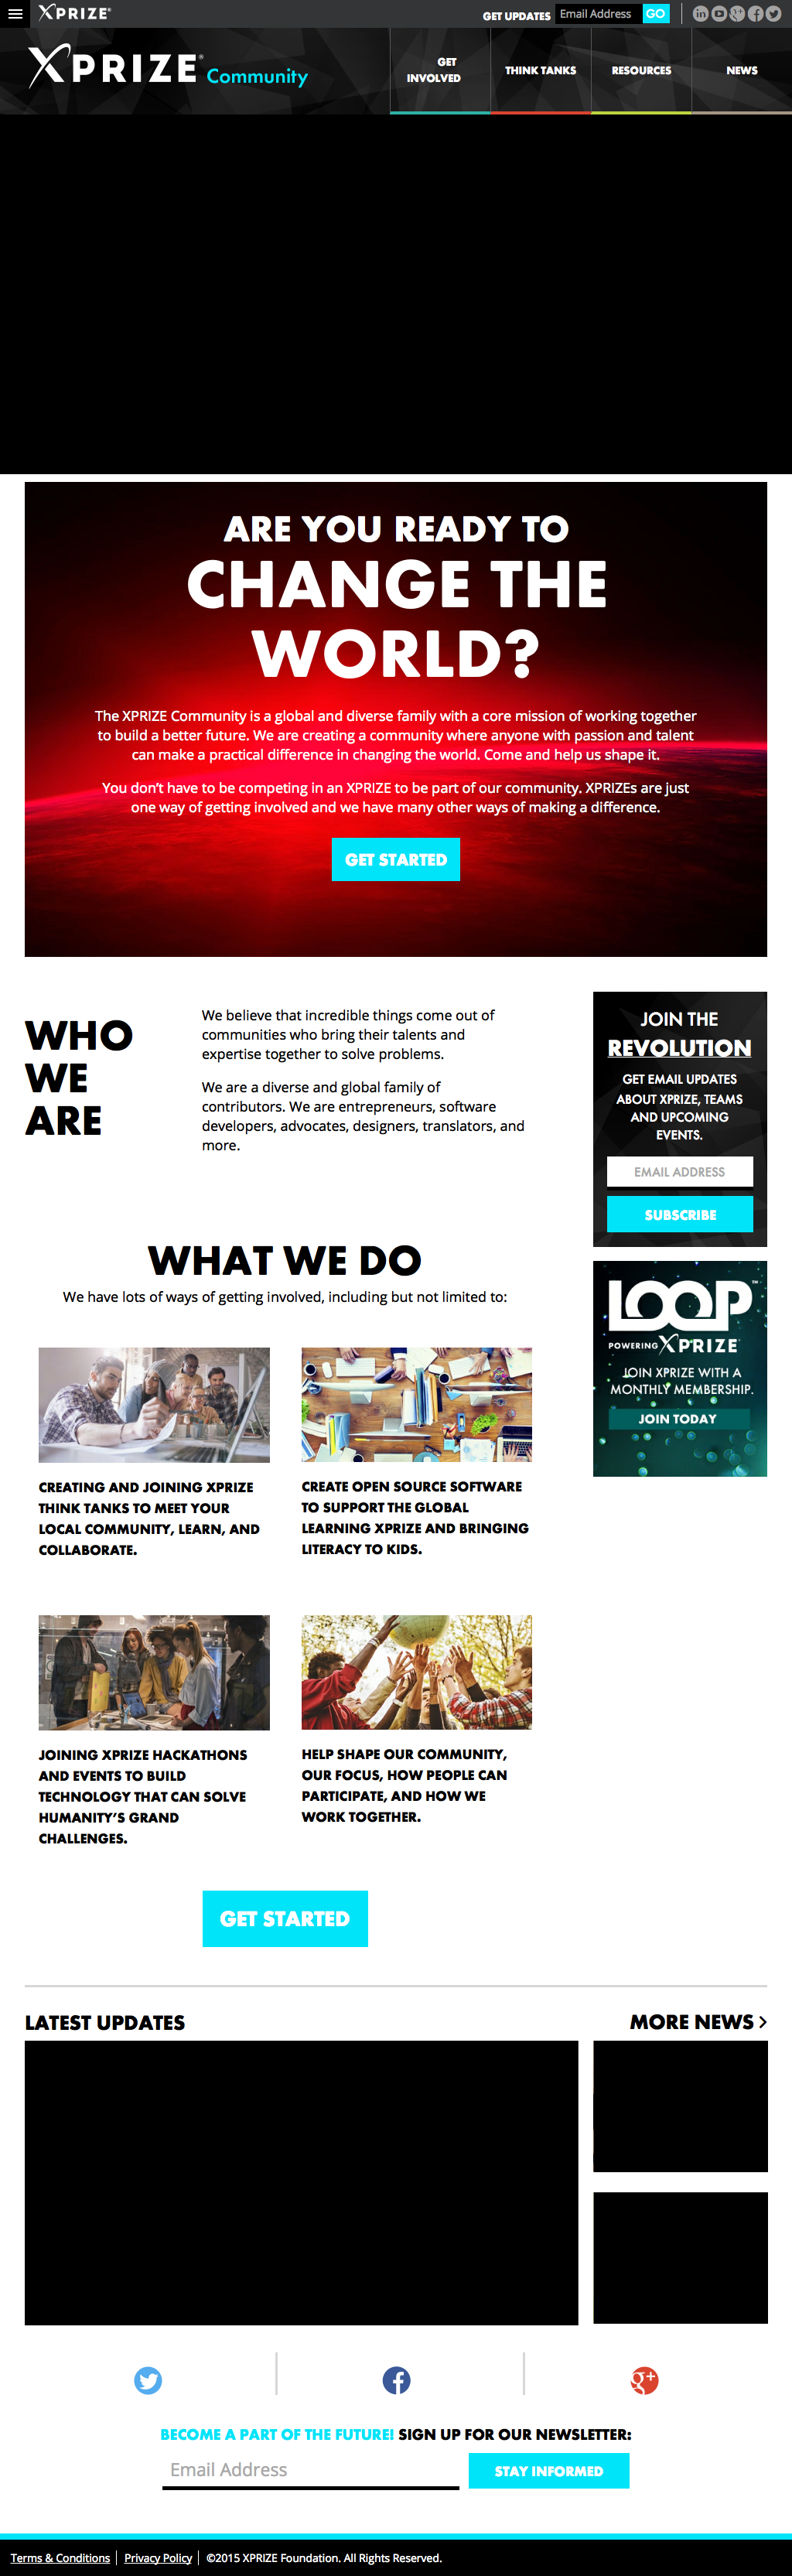 XPRIZE®
GET UPDATES Email Address GO
XPRIZE® Community
GET
INVOLVED
THINK TANKS
RESOURCES
NEWS
ARE YOU READY TO
CHANGE THE
WORLD?
The XPRIZE Community is a global and diverse family with a core mission of working together
to build a better future. We are creating a community where anyone with passion and talent
can make a practical difference in changing the world. Come and help us shape it.
You don’t have to be competing in an XPRIZE to be part of our community. XPRIZEs are just
one way of getting involved and we have many other ways of making a difference.
GET STARTED
WHO
WE
ARE
We believe that incredible things come out of
communities who bring their talents and
expertise together to solve problems.
We are a diverse and global family of
contributors. We are entrepreneurs, software
developers, advocates, designers, translators, and
more.
JOIN THE
REVOLUTION
GET EMAIL UPDATES
ABOUT XPRIZE, TEAMS
AND UPCOMING
EVENTS.
EMAIL ADDRESS
SUBSCRIBE
LOOP™
POWERING XPRIZE
JOIN XPRIZE WITH A
MONTHLY MEMBERSHIP.
JOIN TODAY
WHAT WE DO
We have lots of ways of getting involved, including but not limited to:
CREATING AND JOINING XPRIZE
THINK TANKS TO MEET YOUR
LOCAL COMMUNITY, LEARN, AND
COLLABORATE.
CREATE OPEN SOURCE SOFTWARE
TO SUPPORT THE GLOBAL
LEARNING XPRIZE AND BRINGING
LITERACY TO KIDS.
JOINING XPRIZE HACKATHONS
AND EVENTS TO BUILD
TECHNOLOGY THAT CAN SOLVE
HUMANITY’S GRAND
CHALLENGES.
HELP SHAPE OUR COMMUNITY,
OUR FOCUS, HOW PEOPLE CAN
PARTICIPATE, AND HOW WE
WORK TOGETHER.
GET STARTED
LATEST UPDATES
MORE NEWS >
BECOME A PART OF THE FUTURE! SIGN UP FOR OUR NEWSLETTER:
Email Address
STAY INFORMED
Terms & Conditions | Privacy Policy | ©2015 XPRIZE Foundation. All Rights Reserved.